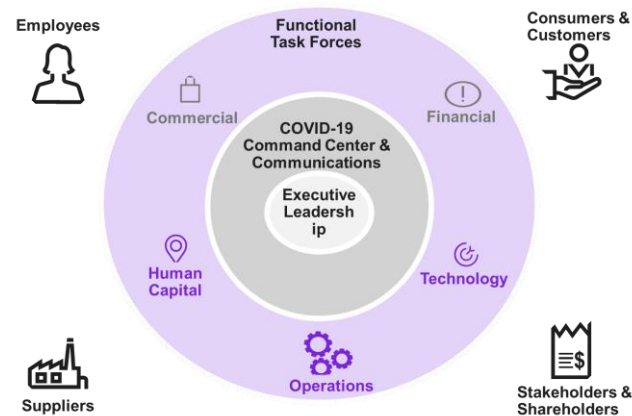 Employees
Functional
Task Forces
Consumers &
Customers
Commercial
Financial
COVID-19
Command Center &
Communications
Executive
Leadersh
ip
Human
Capital
Technology
Operations
$
Suppliers
Stakeholders &
Shareholders